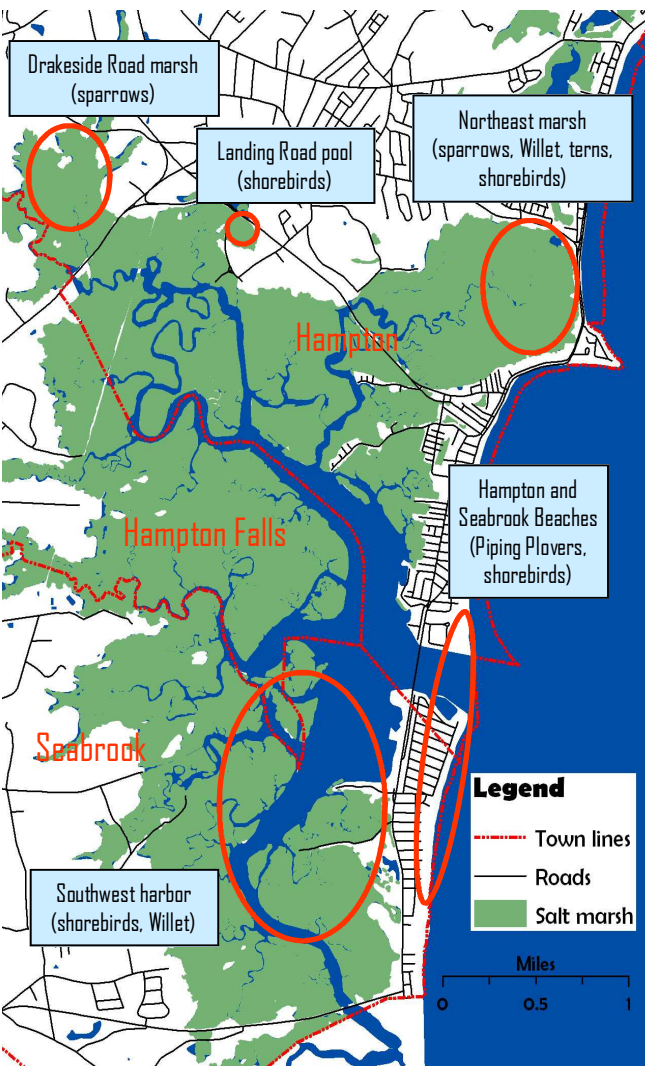 Drakeside Road marsh
(sparrows)
Landing Road pool
(shorebirds)
Northeast marsh
(sparrows, Willet, terns,
shorebirds)
Hampton
Hampton Falls
Hampton and
Seabrook Beaches
(Piping Plovers,
shorebirds)
Seabrook
Southwest harbor
(shorebirds, Willet)
Legend
Town lines
Roads
Salt marsh
Miles
0 0.5 1